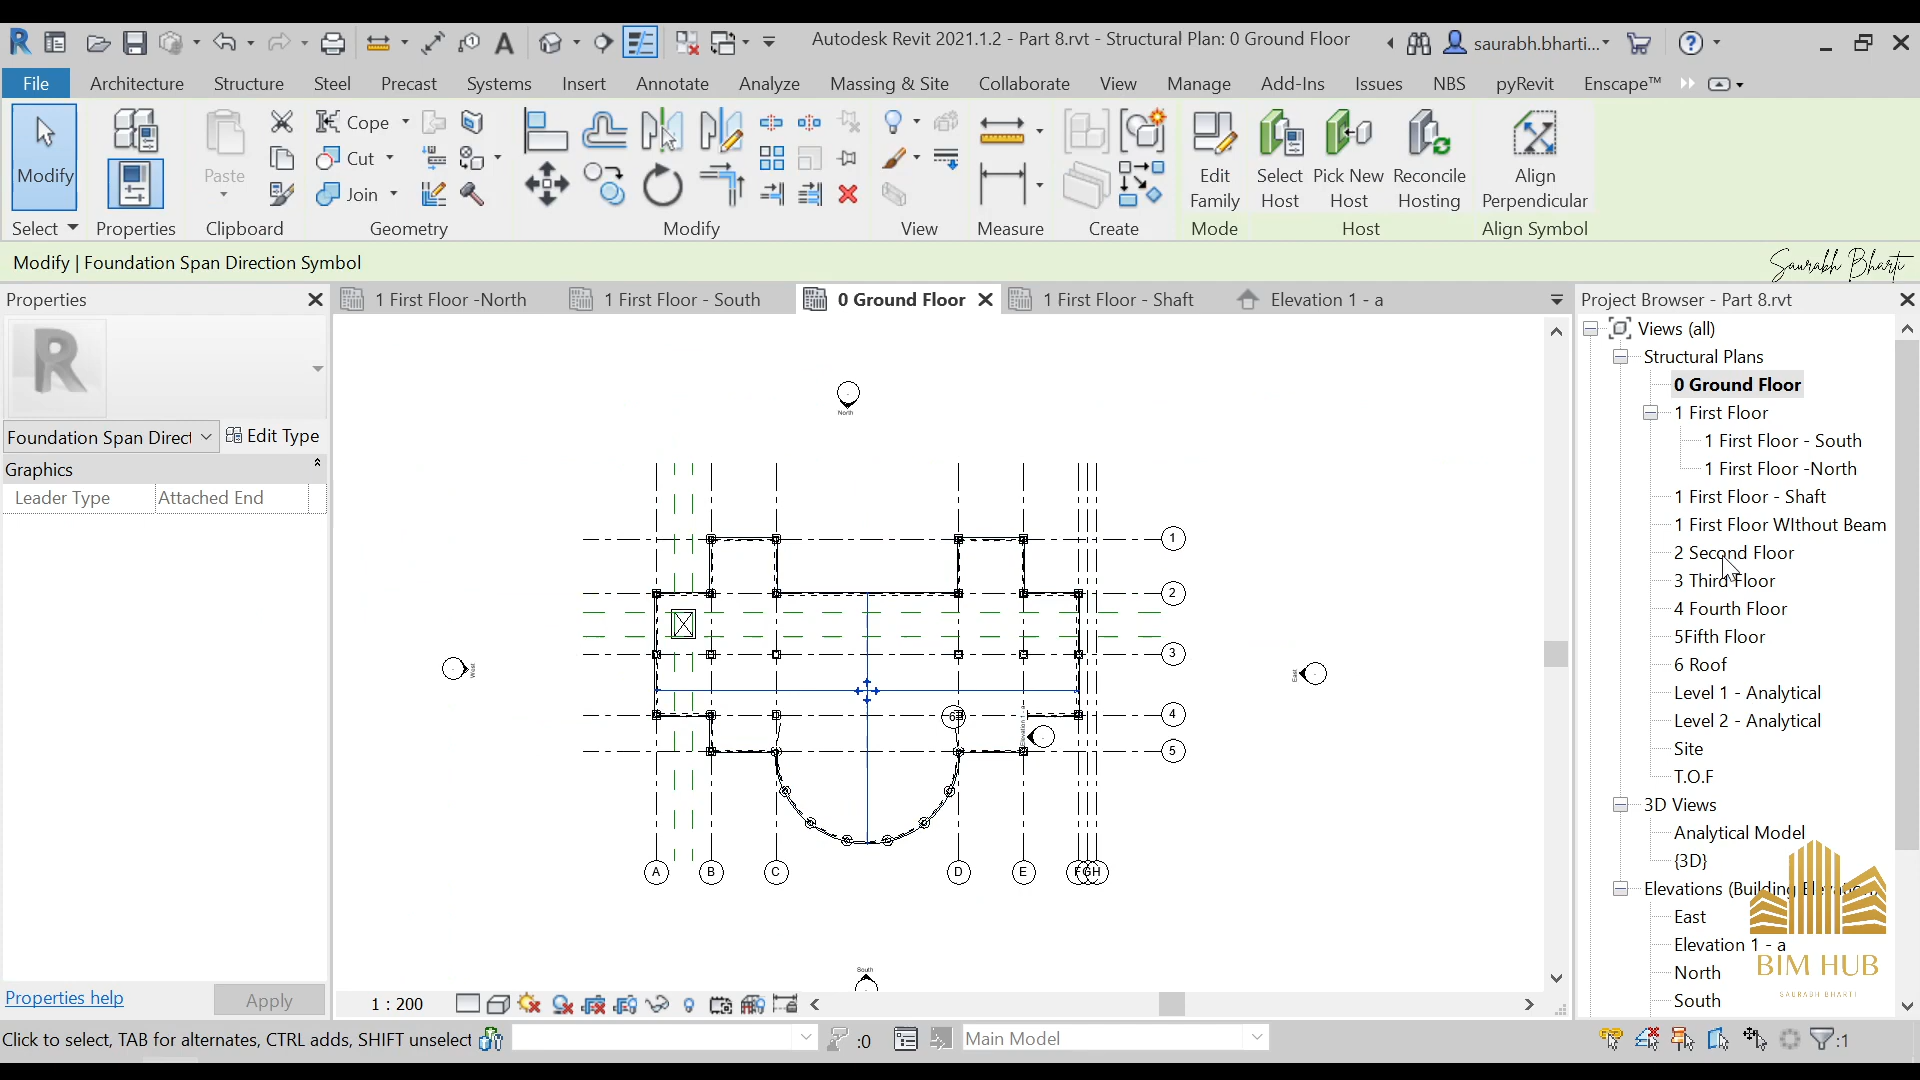 Autodesk Revit 2021.1.2 - Part 8.rvt - Structural Plan: 0 Ground Floor
saurabh.bharti...
File Architecture Structure Steel Precast Systems Insert Annotate Analyze Massing & Site Collaborate View Manage Add-Ins Issues NBS pyRevit Enscape™
Modify
Paste
Cope
Cut
Join
Edit Family
Select Host
Pick New Host
Reconcile Hosting
Align Perpendicular
Select Properties Clipboard Geometry Modify View Measure Create Mode Host Align Symbol
Modify | Foundation Span Direction Symbol
Saurabh Bharti
Properties
1 First Floor -North
1 First Floor - South
0 Ground Floor
1 First Floor - Shaft
Elevation 1 - a
Project Browser - Part 8.rvt
R
Foundation Span Direct
Edit Type
Graphics
Leader Type Attached End
North
West
East
South
Elevation 1 - a
1
2
3
4
5
6
A B C D E F G H
Views (all)
Structural Plans
0 Ground Floor
1 First Floor
1 First Floor - South
1 First Floor -North
1 First Floor - Shaft
1 First Floor WIthout Beam
2 Second Floor
3 Third Floor
4 Fourth Floor
5Fifth Floor
6 Roof
Level 1 - Analytical
Level 2 - Analytical
Site
T.O.F
3D Views
Analytical Model
{3D}
Elevations (Building Elevation)
East
Elevation 1 - a
North
South
BIM HUB
SAURABH BHARTI
Properties help
Apply
1 : 200
Click to select, TAB for alternates, CTRL adds, SHIFT unselect
:0
Main Model
:1